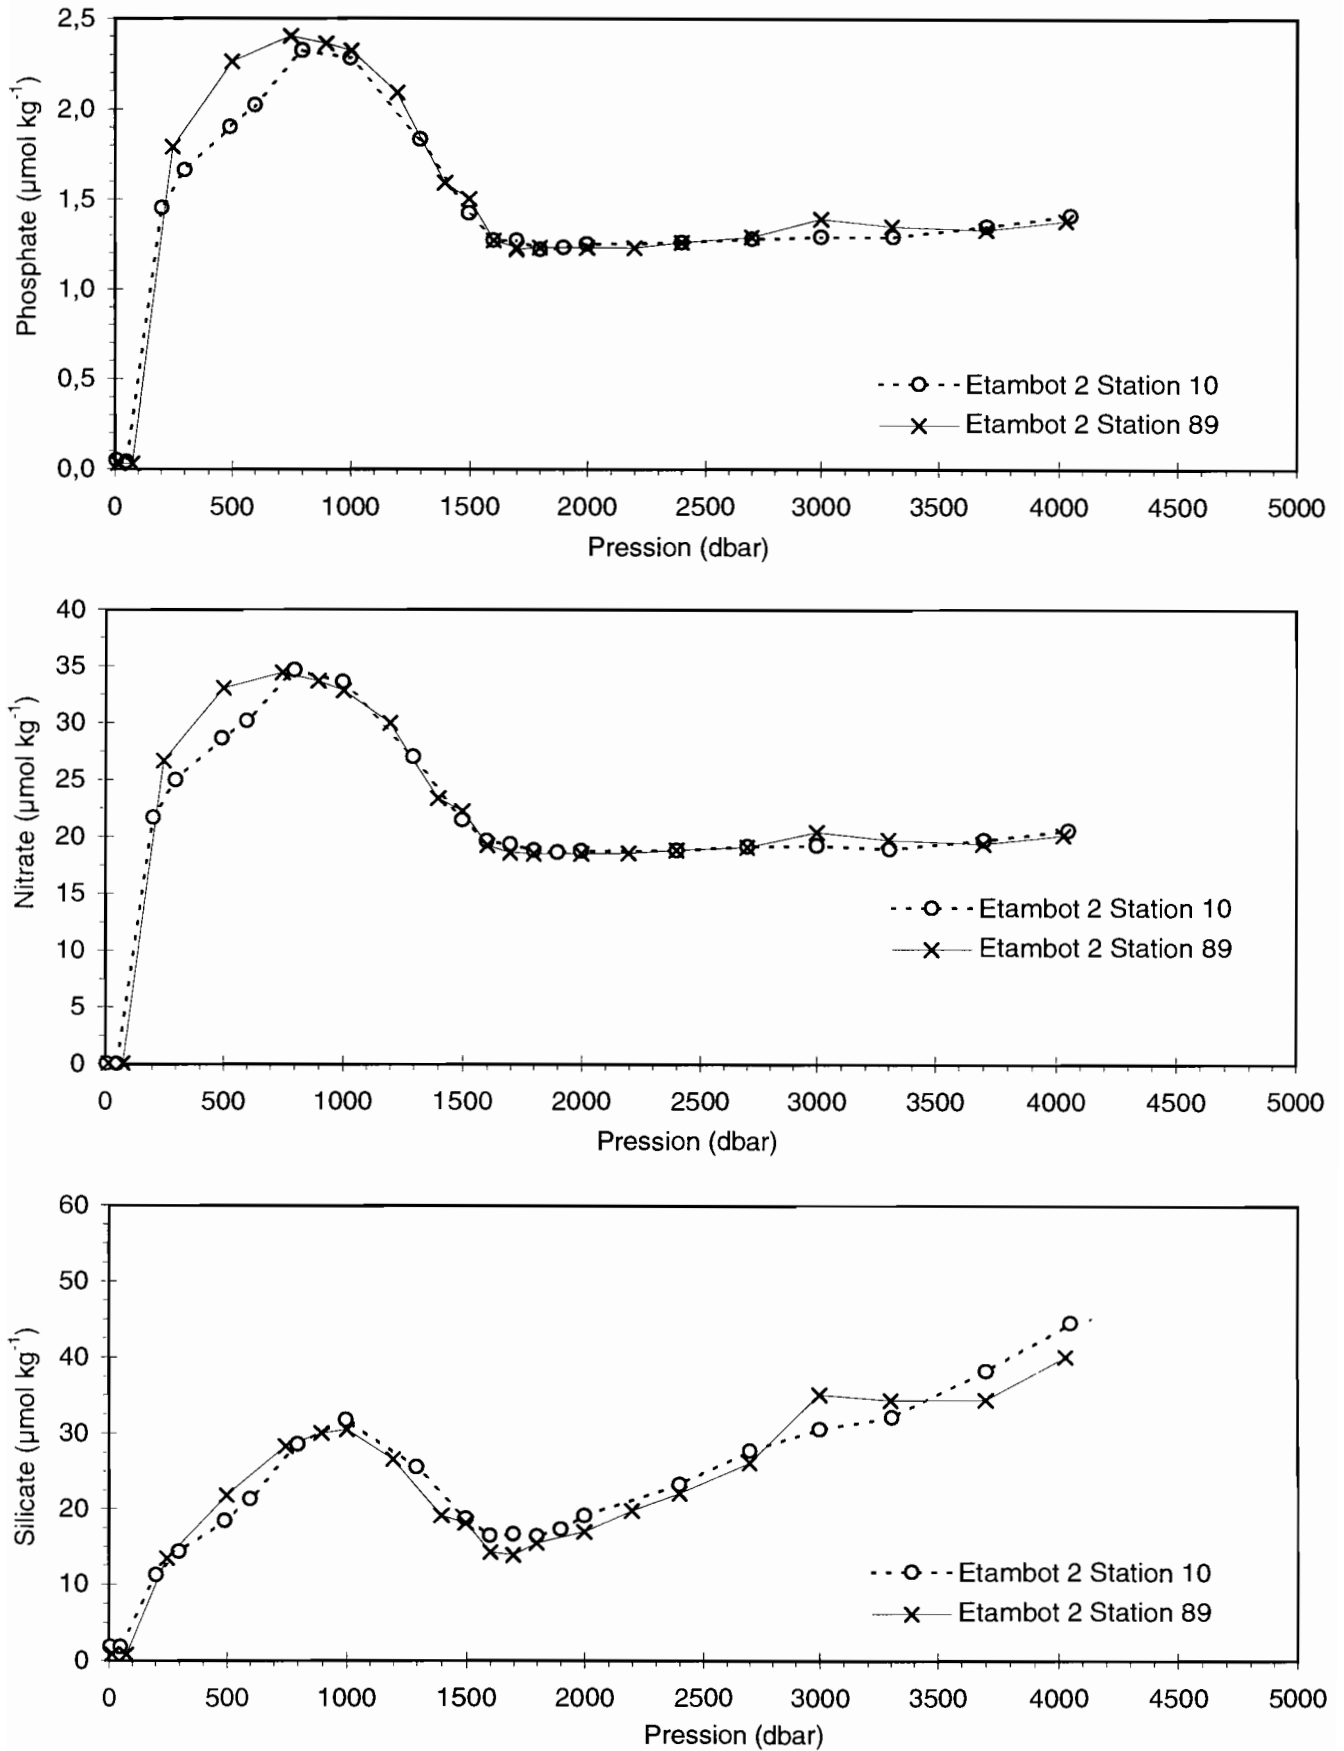 2,5
2,0
1,5
1,0
0,5
0,0
Phosphate (µmol kg⁻¹)
Etambot 2 Station 10
Etambot 2 Station 89
0 500 1000 1500 2000 2500 3000 3500 4000 4500 5000
Pression (dbar)
40
35
30
25
20
15
10
5
0
Nitrate (µmol kg⁻¹)
Etambot 2 Station 10
Etambot 2 Station 89
0 500 1000 1500 2000 2500 3000 3500 4000 4500 5000
Pression (dbar)
60
50
40
30
20
10
0
Silicate (µmol kg⁻¹)
Etambot 2 Station 10
Etambot 2 Station 89
0 500 1000 1500 2000 2500 3000 3500 4000 4500 5000
Pression (dbar)